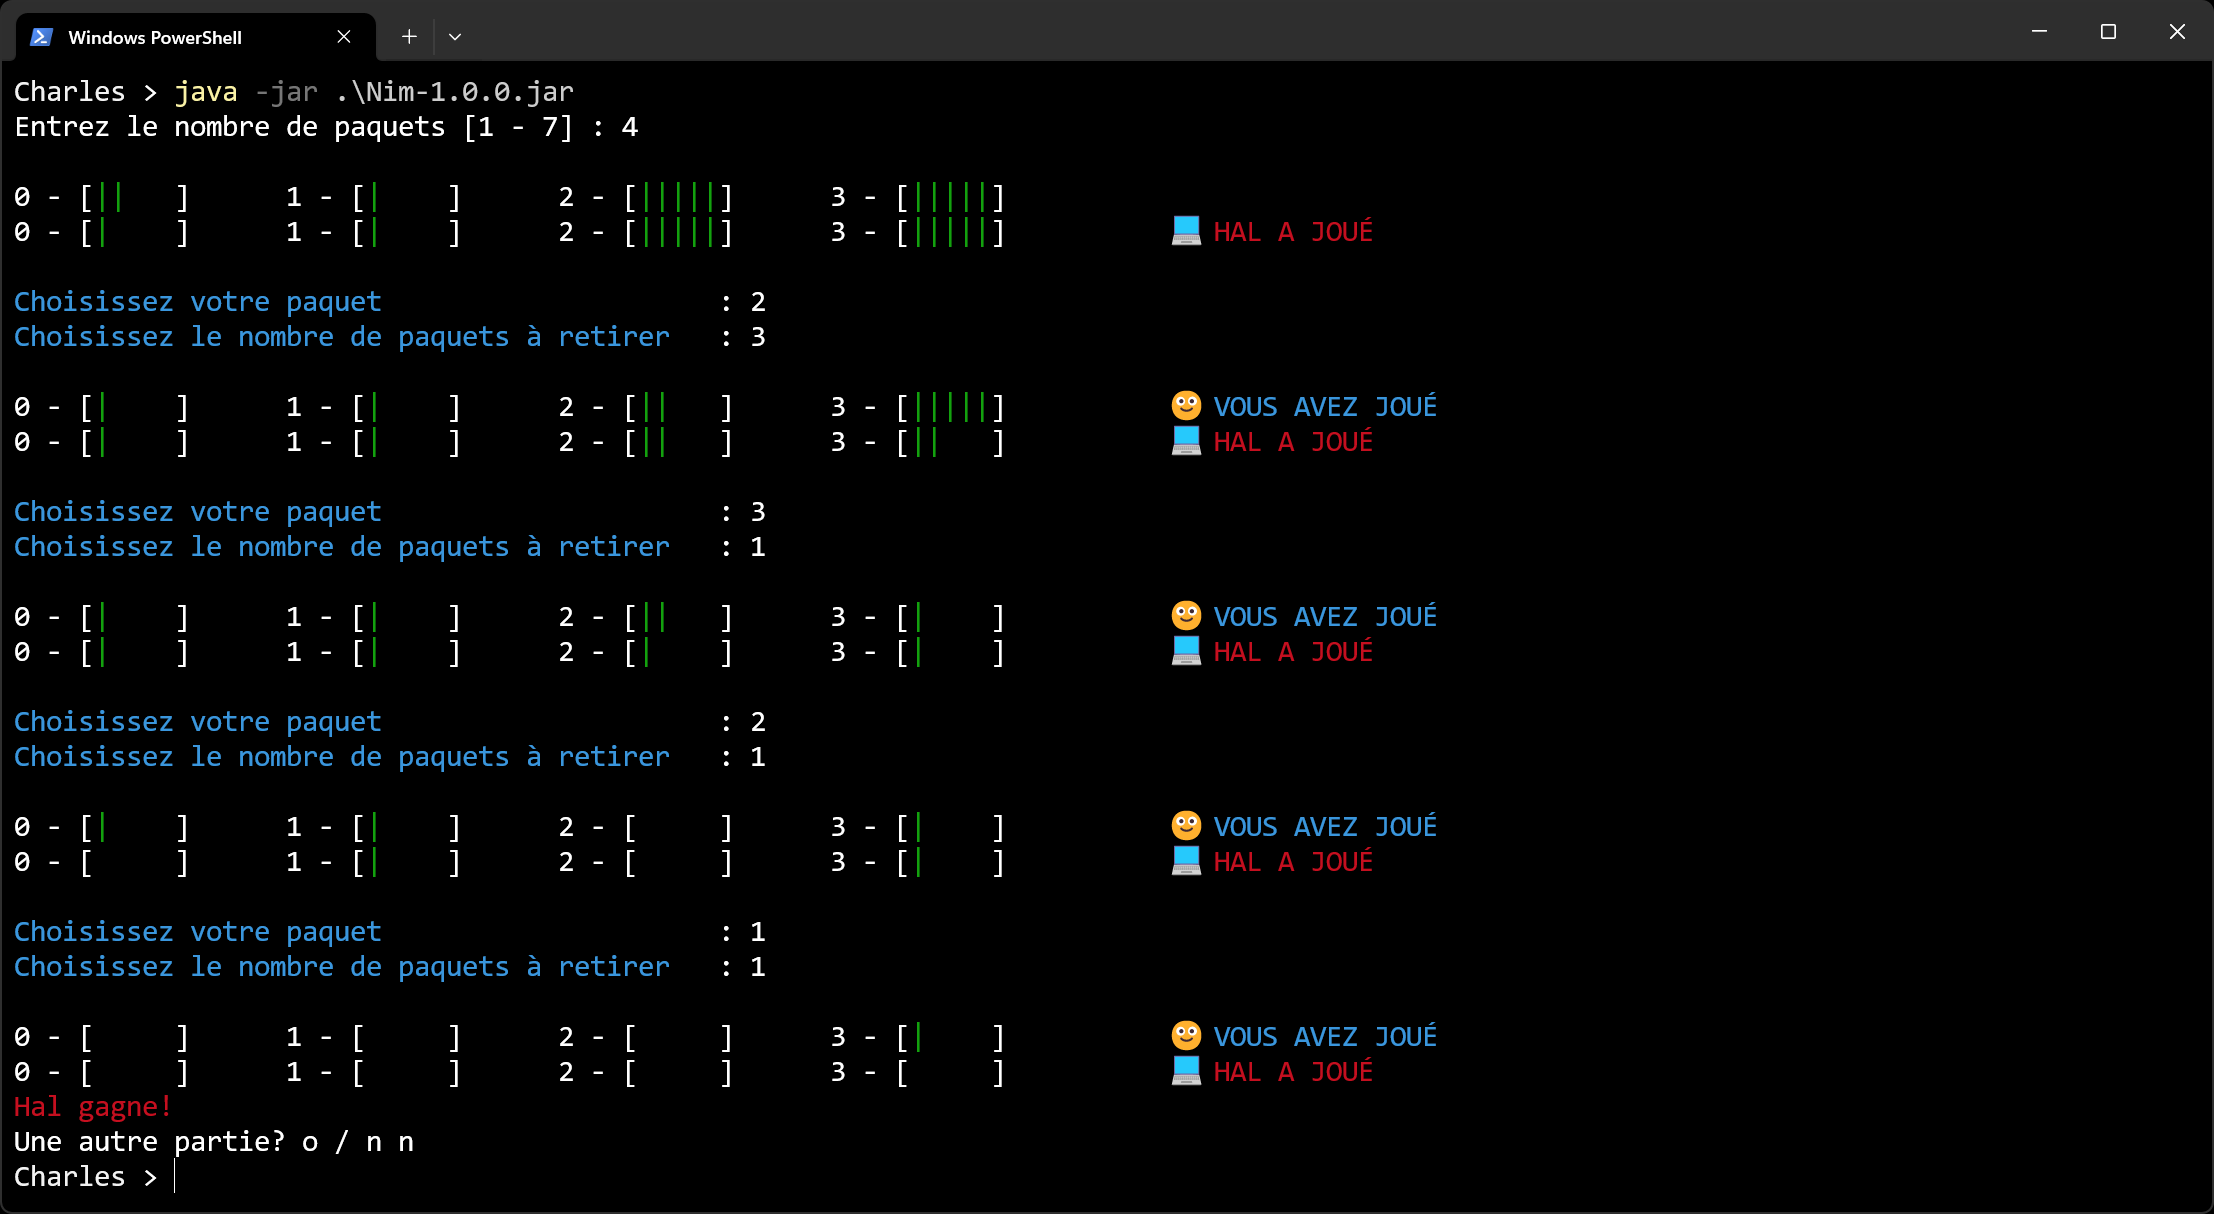 Windows PowerShell
Charles > java -jar .\Nim-1.0.0.jar
Entrez le nombre de paquets [1 - 7] : 4
0 - [||   ]      1 - [|    ]      2 - [|||||]      3 - [|||||]
0 - [|    ]      1 - [|    ]      2 - [|||||]      3 - [|||||]          💻 HAL A JOUÉ
Choisissez votre paquet                     : 2
Choisissez le nombre de paquets à retirer   : 3
0 - [|    ]      1 - [|    ]      2 - [||   ]      3 - [|||||]          🙂 VOUS AVEZ JOUÉ
0 - [|    ]      1 - [|    ]      2 - [||   ]      3 - [||   ]          💻 HAL A JOUÉ
Choisissez votre paquet                     : 3
Choisissez le nombre de paquets à retirer   : 1
0 - [|    ]      1 - [|    ]      2 - [||   ]      3 - [|    ]          🙂 VOUS AVEZ JOUÉ
0 - [|    ]      1 - [|    ]      2 - [|    ]      3 - [|    ]          💻 HAL A JOUÉ
Choisissez votre paquet                     : 2
Choisissez le nombre de paquets à retirer   : 1
0 - [|    ]      1 - [|    ]      2 - [     ]      3 - [|    ]          🙂 VOUS AVEZ JOUÉ
0 - [     ]      1 - [|    ]      2 - [     ]      3 - [|    ]          💻 HAL A JOUÉ
Choisissez votre paquet                     : 1
Choisissez le nombre de paquets à retirer   : 1
0 - [     ]      1 - [     ]      2 - [     ]      3 - [|    ]          🙂 VOUS AVEZ JOUÉ
0 - [     ]      1 - [     ]      2 - [     ]      3 - [     ]          💻 HAL A JOUÉ
Hal gagne!
Une autre partie? o / n n
Charles >